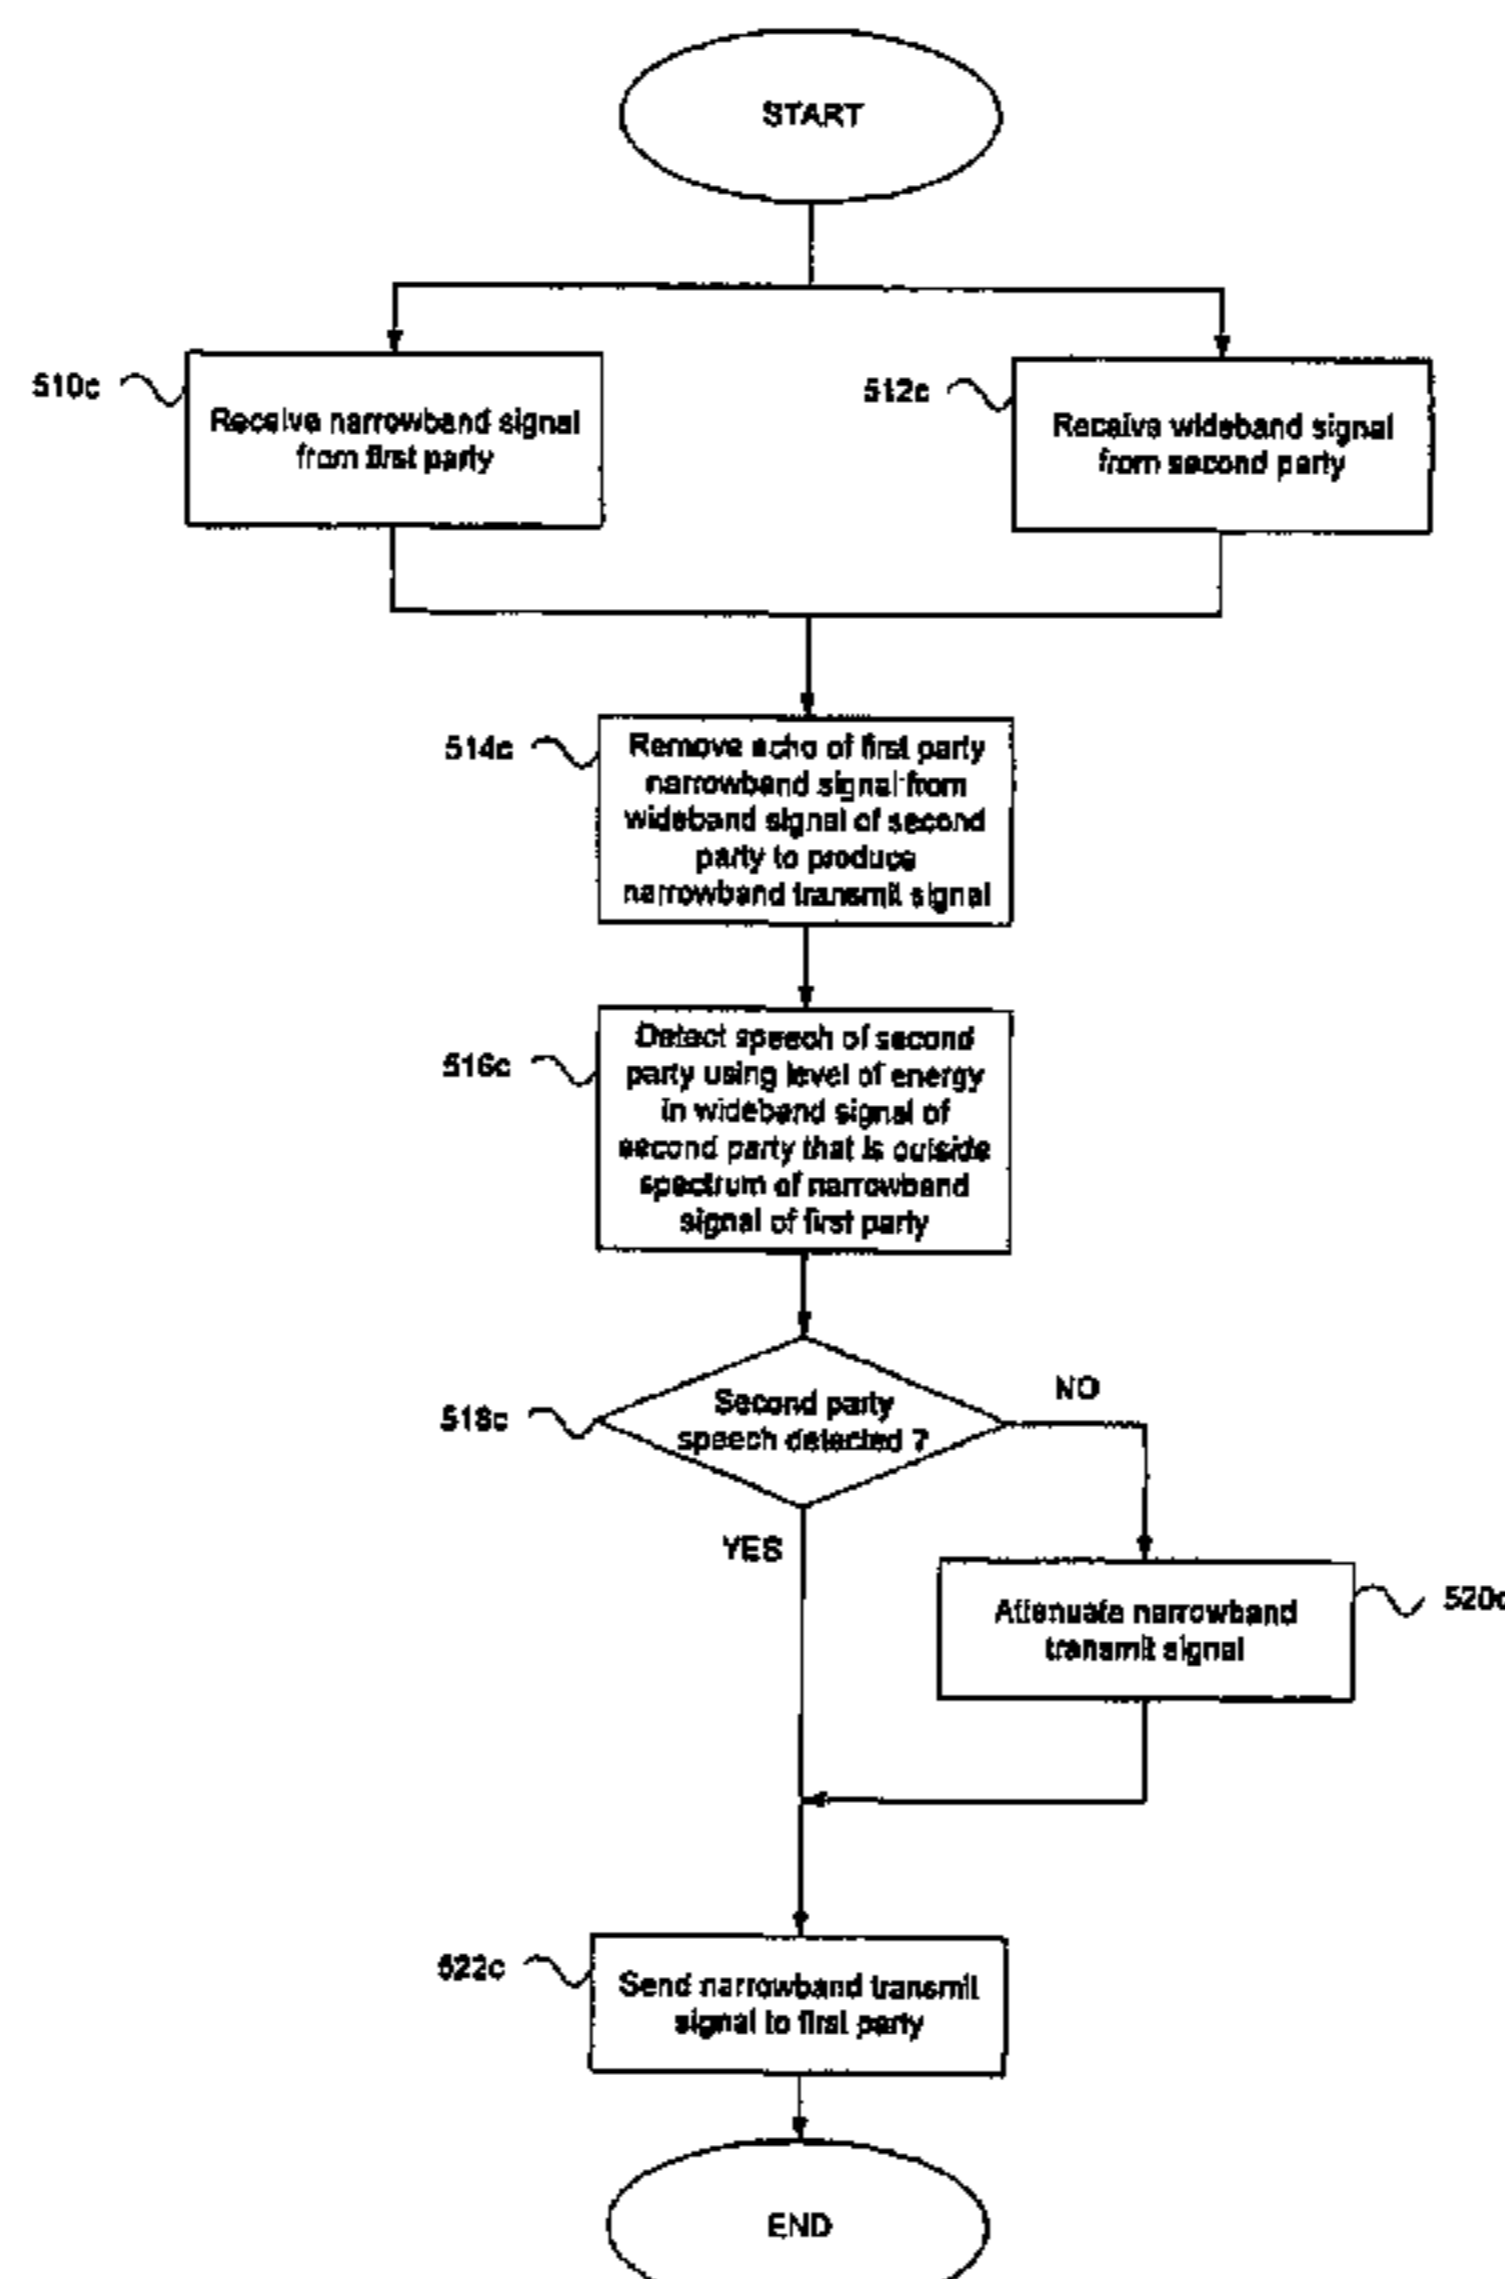 START
510c
Receive narrowband signal
from first party
512c
Receive wideband signal
from second party
514c
Remove echo of first party
narrowband signal from
wideband signal of second
party to produce
narrowband transmit signal
516c
Detect speech of second
party using level of energy
in wideband signal of
second party that is outside
spectrum of narrowband
signal of first party
518c
Second party
speech detected ?
NO
YES
Attenuate narrowband
transmit signal
520c
522c
Send narrowband transmit
signal to first party
END